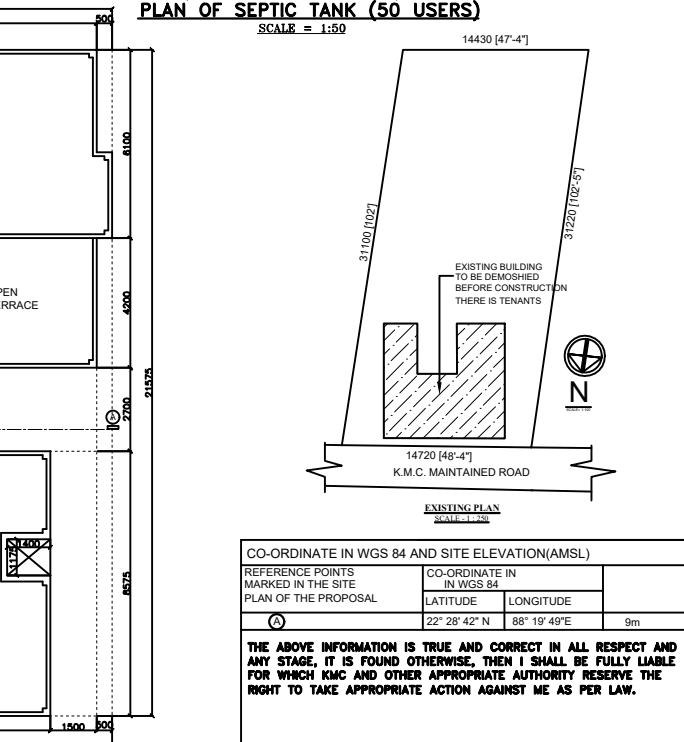 PLAN OF SEPTIC TANK (50 USERS)
SCALE = 1:50
500
6100
4200
2700
21575
8575
PEN
ERRACE
A
1400
1175
1500
500
14430 [47'-4"]
31100 [102']
31220 [102'-5"]
EXISTING BUILDING
TO BE DEMOSHIED
BEFORE CONSTRUCTION
THERE IS TENANTS
N
14720 [48'-4"]
K.M.C. MAINTAINED ROAD
EXISTING PLAN
SCALE - 1 : 250
CO-ORDINATE IN WGS 84 AND SITE ELEVATION(AMSL)
REFERENCE POINTS
MARKED IN THE SITE
PLAN OF THE PROPOSAL
CO-ORDINATE IN
IN WGS 84
LATITUDE
LONGITUDE
A
22° 28' 42" N
88° 19' 49"E
9m
THE ABOVE INFORMATION IS TRUE AND CORRECT IN ALL RESPECT AND
ANY STAGE, IT IS FOUND OTHERWISE, THEN I SHALL BE FULLY LIABLE
FOR WHICH KMC AND OTHER APPROPRIATE AUTHORITY RESERVE THE
RIGHT TO TAKE APPROPRIATE ACTION AGAINST ME AS PER LAW.